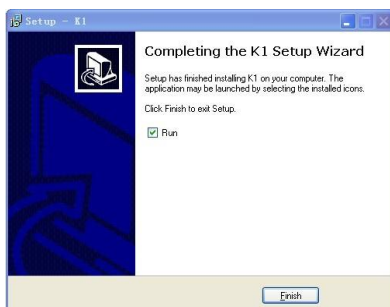 Setup - K1
Completing the K1 Setup Wizard
Setup has finished installing K1 on your computer. The
application may be launched by selecting the installed icons.
Click Finish to exit Setup.
Run
Finish